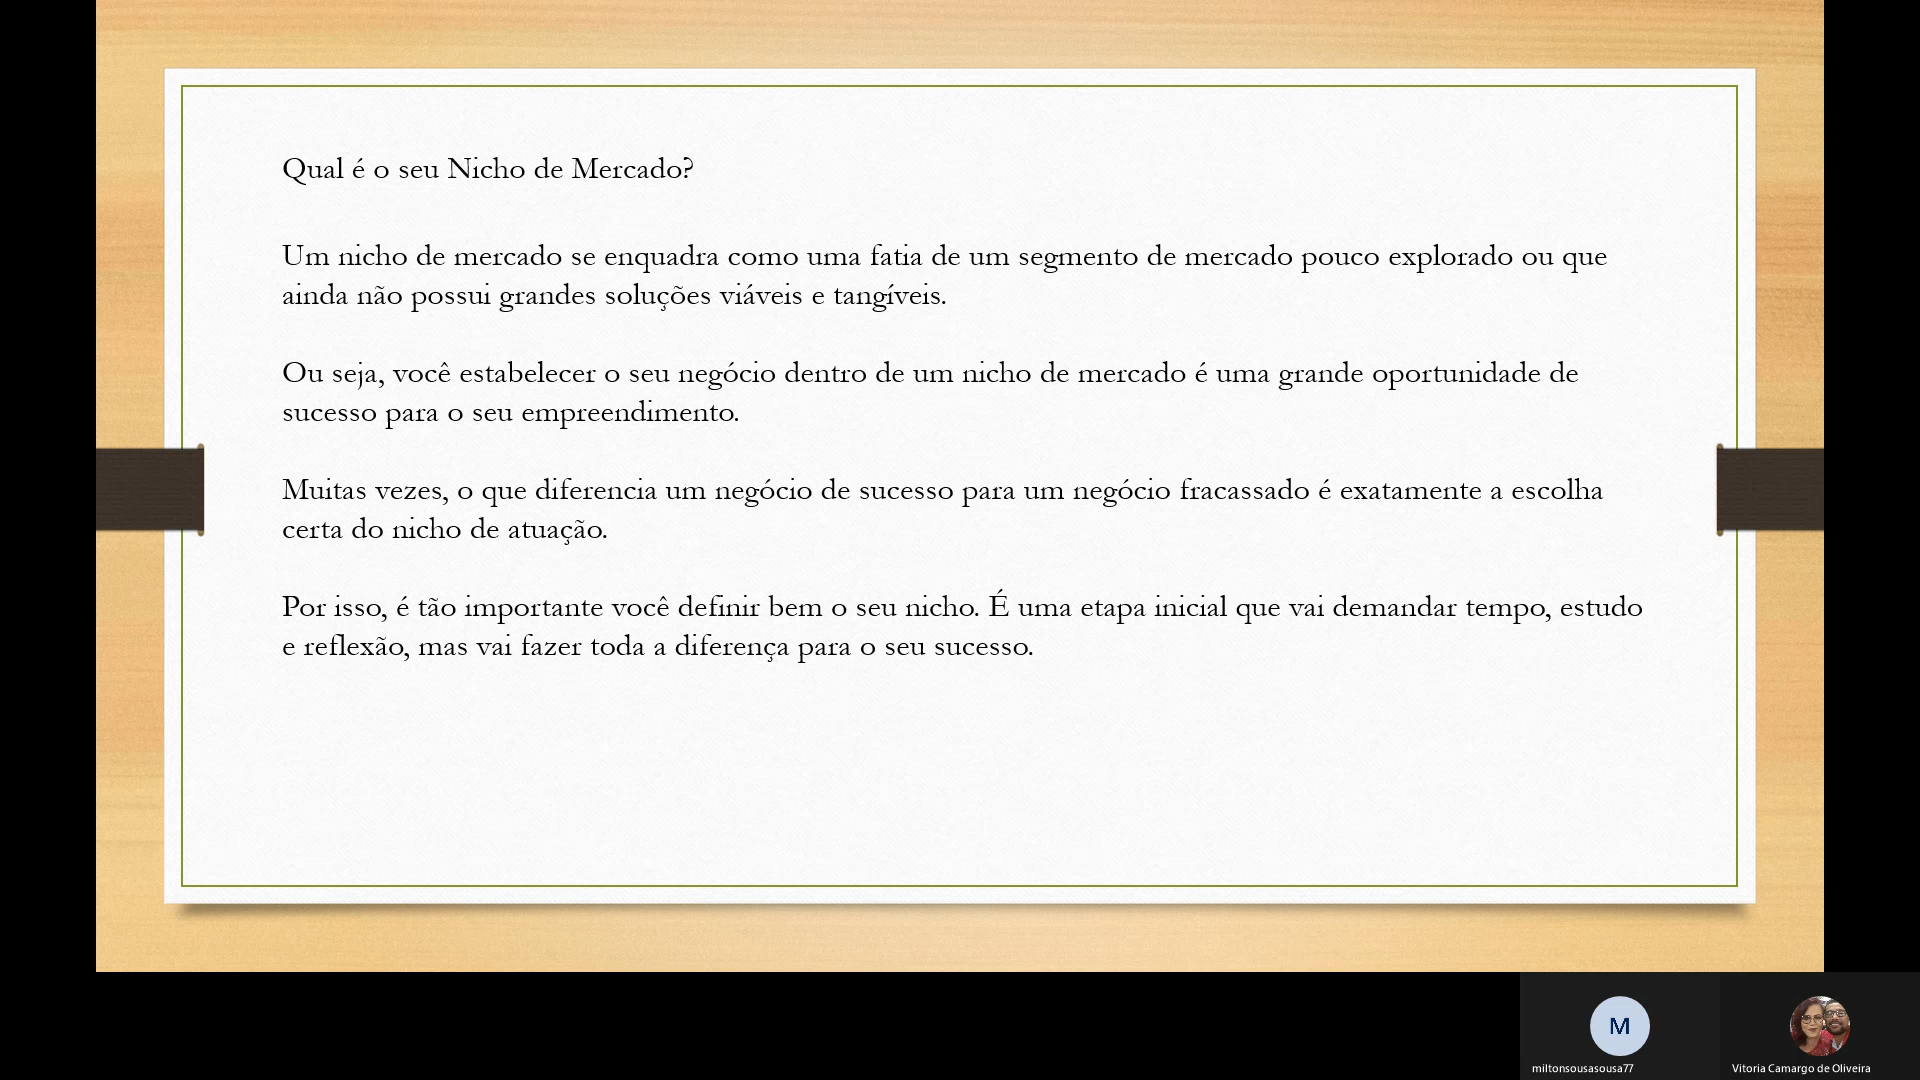 Qual é o seu Nicho de Mercado?
Um nicho de mercado se enquadra como uma fatia de um segmento de mercado pouco explorado ou que
ainda não possui grandes soluções viáveis e tangíveis.
Ou seja, você estabelecer o seu negócio dentro de um nicho de mercado é uma grande oportunidade de
sucesso para o seu empreendimento.
Muitas vezes, o que diferencia um negócio de sucesso para um negócio fracassado é exatamente a escolha
certa do nicho de atuação.
Por isso, é tão importante você definir bem o seu nicho. É uma etapa inicial que vai demandar tempo, estudo
e reflexão, mas vai fazer toda a diferença para o seu sucesso.
M
miltonsousasousa77
Vitoria Camargo de Oliveira